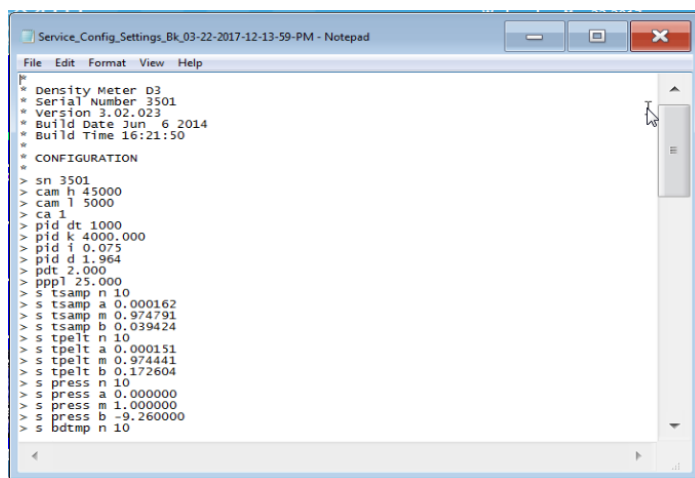 Service_Config_Settings_Bk_03-22-2017-12-13-59-PM - Notepad
File Edit Format View Help
*
* Density Meter D3
* Serial Number 3501
* Version 3.02.023
* Build Date Jun  6 2014
* Build Time 16:21:50
*
* CONFIGURATION
*
> sn 3501
> cam h 45000
> cam l 5000
> ca 1
> pid dt 1000
> pid k 4000.000
> pid i 0.075
> pid d 1.964
> pdt 2.000
> pppl 25.000
> s tsamp n 10
> s tsamp a 0.000162
> s tsamp m 0.974791
> s tsamp b 0.039424
> s tpelt n 10
> s tpelt a 0.000151
> s tpelt m 0.974441
> s tpelt b 0.172604
> s press n 10
> s press a 0.000000
> s press m 1.000000
> s press b -9.260000
> s bdtmp n 10